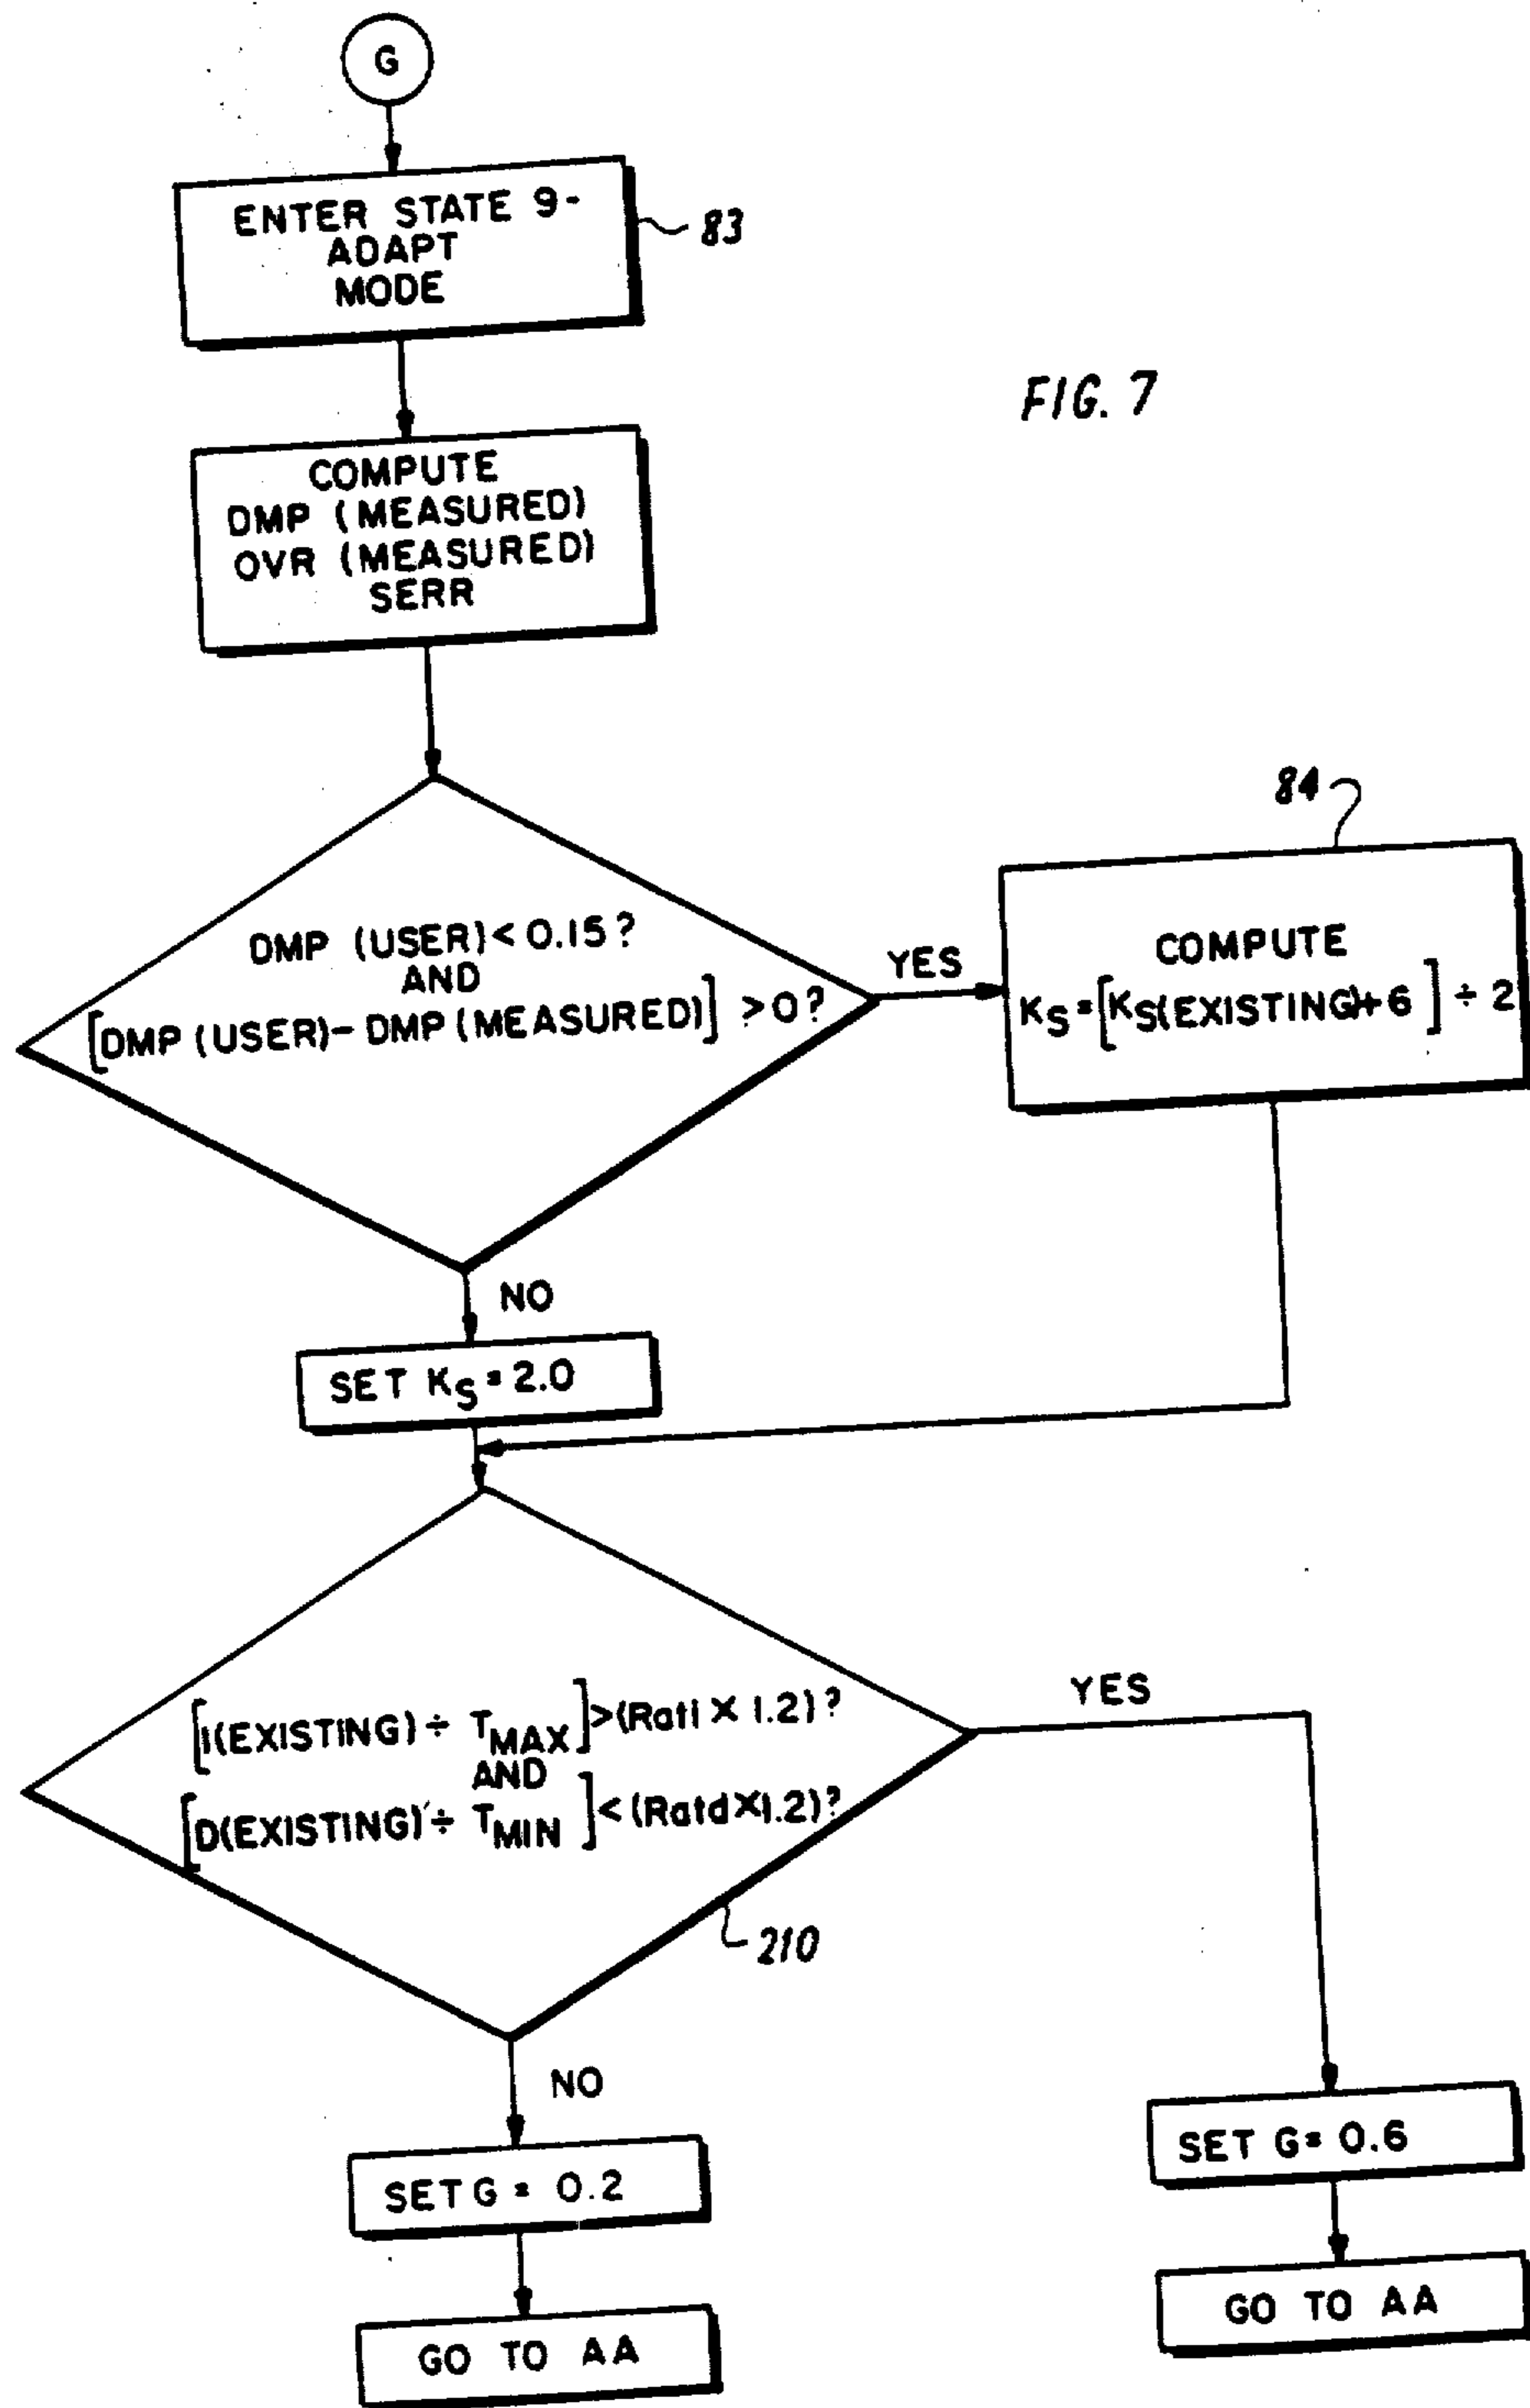 G
ENTER STATE 9-
ADAPT
MODE
83
FIG. 7
COMPUTE
DMP (MEASURED)
OVR (MEASURED)
SERR
84
DMP (USER) < 0.15?
AND
[DMP (USER) - DMP (MEASURED)] > 0?
YES
COMPUTE
KS = [KS(EXISTING)+6] ÷ 2
NO
SET KS = 2.0
[I(EXISTING) ÷ TMAX] > (Rati X 1.2)?
AND
[D(EXISTING) ÷ TMIN] < (Ratd X 1.2)?
YES
210
NO
SET G = 0.2
SET G = 0.6
GO TO AA
GO TO AA